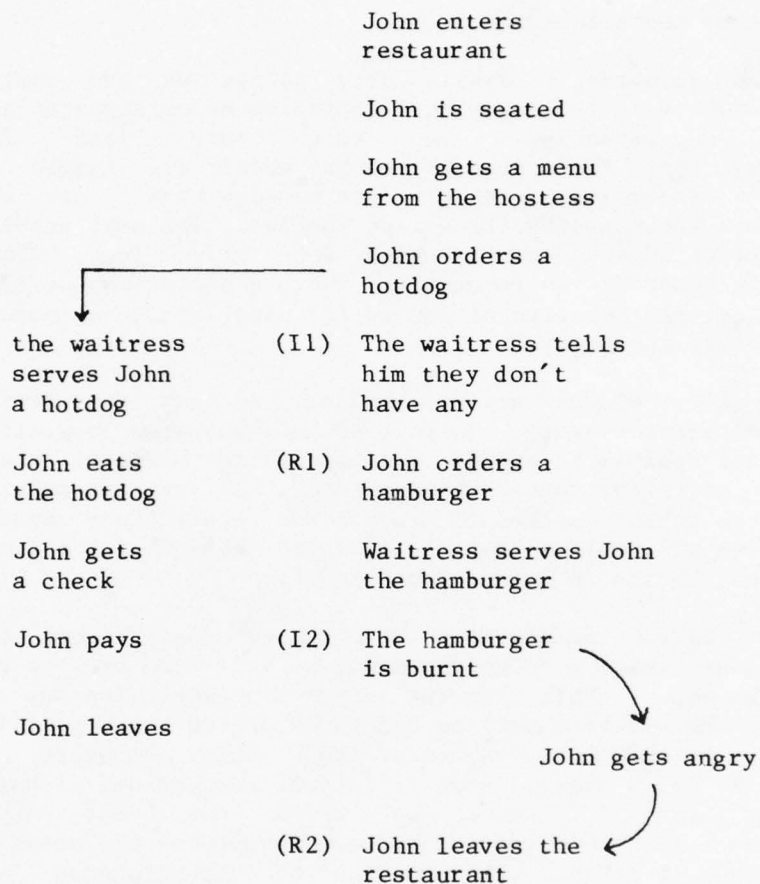 John enters
restaurant
John is seated
John gets a menu
from the hostess
John orders a
hotdog
the waitress
serves John
a hotdog
(I1) The waitress tells
him they don't
have any
John eats
the hotdog
(R1) John crders a
hamburger
John gets
a check
Waitress serves John
the hamburger
John pays
(I2) The hamburger
is burnt
John leaves
John gets angry
(R2) John leaves the
restaurant